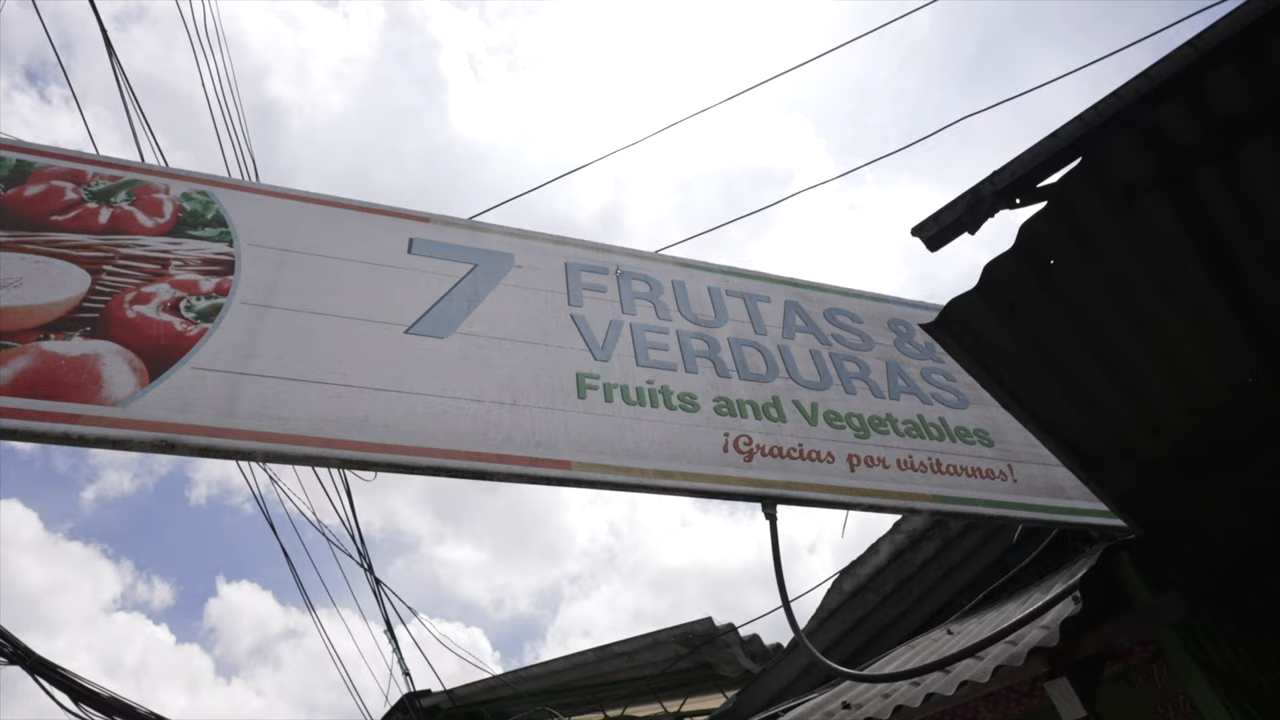 7
FRUTAS &
VERDURAS
Fruits and Vegetables
¡Gracias por visitarnos!